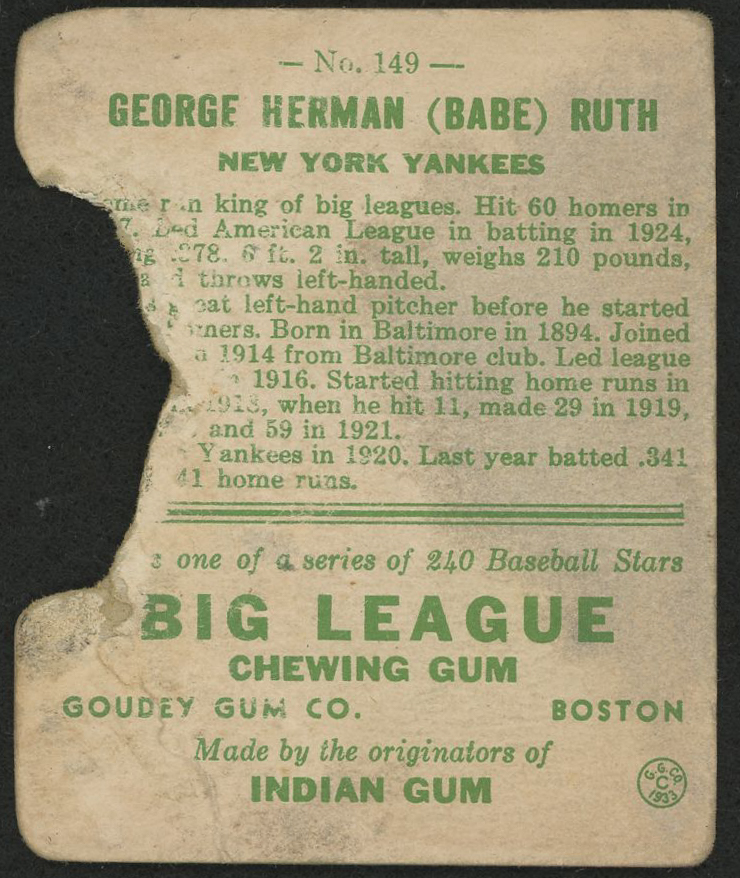 — No. 149 —
GEORGE HERMAN (BABE) RUTH
NEW YORK YANKEES
king of big leagues. Hit 60 homers in
Led American League in batting in 1924,
.378. 6 ft. 2 in. tall, weighs 210 pounds,
throws left-handed.
left-hand pitcher before he started
Born in Baltimore in 1894. Joined
1914 from Baltimore club. Led league
1916. Started hitting home runs in
1918, when he hit 11, made 29 in 1919,
and 59 in 1921.
Yankees in 1920. Last year batted .341
41 home runs.
one of a series of 240 Baseball Stars
BIG LEAGUE
CHEWING GUM
GOUDEY GUM CO. BOSTON
Made by the originators of
INDIAN GUM
G.G.CO.
C
1933